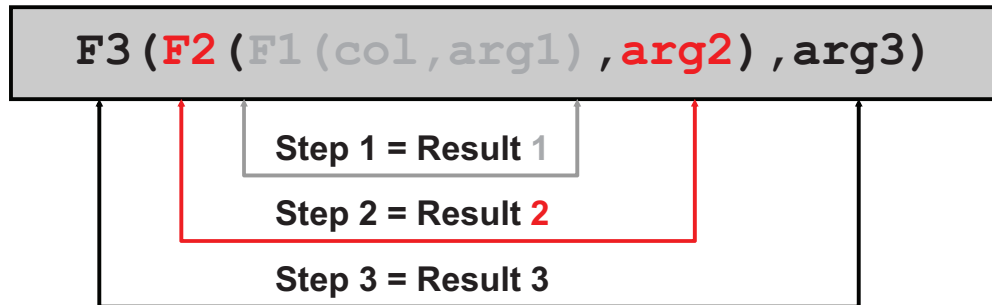 F3(F2(F1(col,arg1),arg2),arg3)
Step 1 = Result 1
Step 2 = Result 2
Step 3 = Result 3